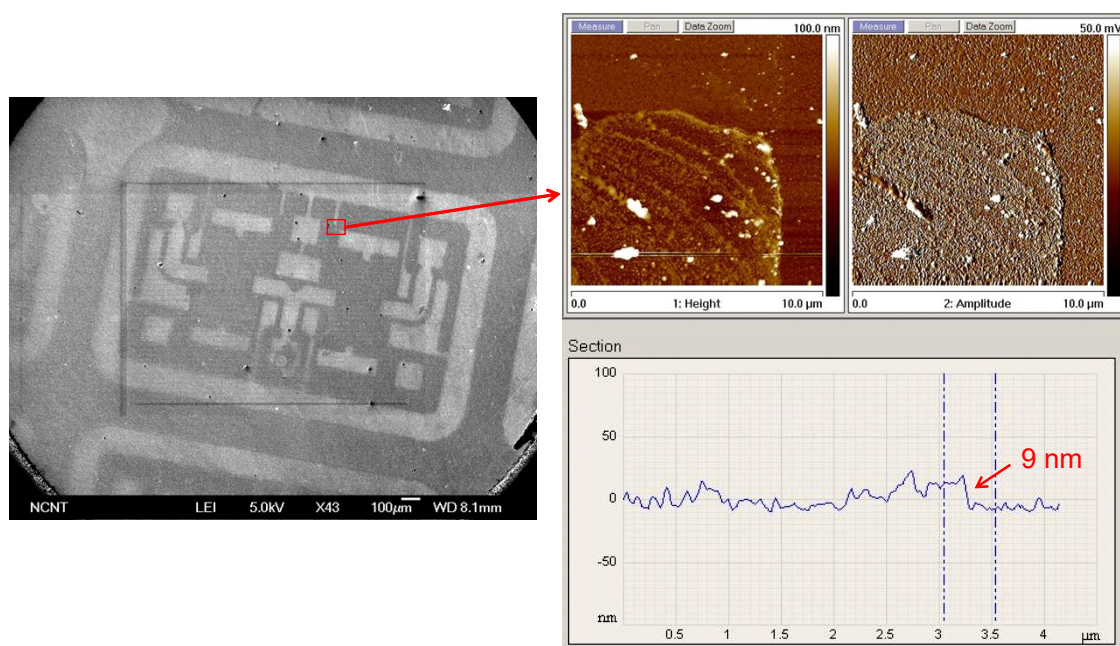 Measure Pan Data Zoom 100.0 nm
Measure Pan Data Zoom 50.0 mV
0.0 1: Height 10.0 µm
0.0 2: Amplitude 10.0 µm
NCNT LEI 5.0kV X43 100µm WD 8.1mm
Section
100
50
0
-50
nm
9 nm
0.5 1 1.5 2 2.5 3 3.5 4 µm